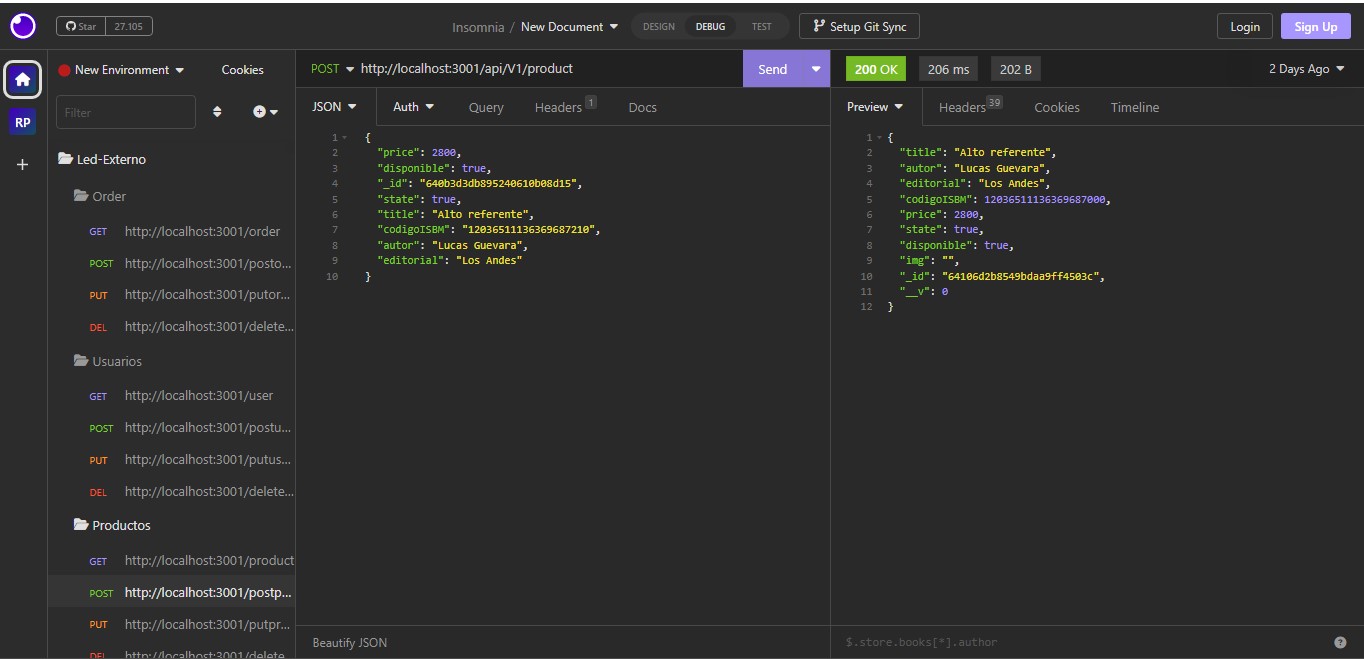 Star 27.105
Insomnia / New Document
DESIGN DEBUG TEST
Setup Git Sync
Login
Sign Up
RP
New Environment
Cookies
Filter
Led-Externo
Order
GET http://localhost:3001/order
POST http://localhost:3001/posto...
PUT http://localhost:3001/putor...
DEL http://localhost:3001/delete...
Usuarios
GET http://localhost:3001/user
POST http://localhost:3001/postu...
PUT http://localhost:3001/putus...
DEL http://localhost:3001/delete...
Productos
GET http://localhost:3001/product
POST http://localhost:3001/postp...
PUT http://localhost:3001/putpr...
DEL http://localhost:3001/delete...
POST http://localhost:3001/api/V1/product
Send
JSON Auth Query Headers 1 Docs
1 {
2 "price": 2800,
3 "disponible": true,
4 "_id": "640b3d3db895240610b08d15",
5 "state": true,
6 "title": "Alto referente",
7 "codigoISBM": "12036511136369687210",
8 "autor": "Lucas Guevara",
9 "editorial": "Los Andes"
10 }
Beautify JSON
200 OK 206 ms 202 B 2 Days Ago
Preview Headers 39 Cookies Timeline
1 {
2 "title": "Alto referente",
3 "autor": "Lucas Guevara",
4 "editorial": "Los Andes",
5 "codigoISBM": 12036511136369687000,
6 "price": 2800,
7 "state": true,
8 "disponible": true,
9 "img": "",
10 "_id": "64106d2b8549bdaa9ff4503c",
11 "__v": 0
12 }
$.store.books[*].author
?